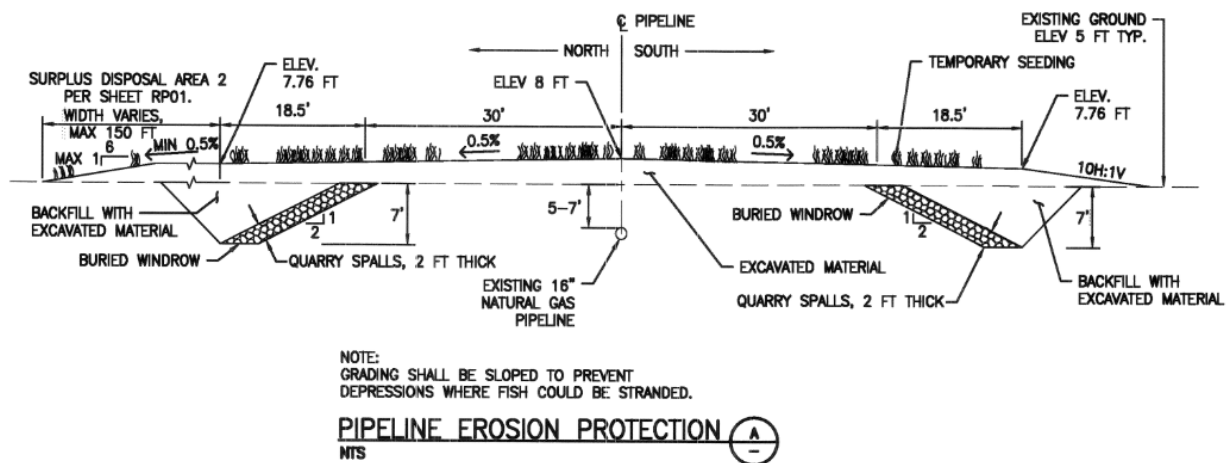 ℄ PIPELINE
NORTH
SOUTH
EXISTING GROUND
ELEV 5 FT TYP.
SURPLUS DISPOSAL AREA 2
PER SHEET RP01.
WIDTH VARIES,
MAX 150 FT
ELEV.
7.76 FT
ELEV 8 FT
TEMPORARY SEEDING
ELEV.
7.76 FT
18.5'
30'
30'
18.5'
6
MAX 1
MIN 0.5%
0.5%
0.5%
10H:1V
BACKFILL WITH
EXCAVATED MATERIAL
1
2
7'
5-7'
BURIED WINDROW
1
2
7'
BURIED WINDROW
QUARRY SPALLS, 2 FT THICK
EXISTING 16"
NATURAL GAS
PIPELINE
EXCAVATED MATERIAL
QUARRY SPALLS, 2 FT THICK
BACKFILL WITH
EXCAVATED MATERIAL
NOTE:
GRADING SHALL BE SLOPED TO PREVENT
DEPRESSIONS WHERE FISH COULD BE STRANDED.
PIPELINE EROSION PROTECTION
A
-
NTS